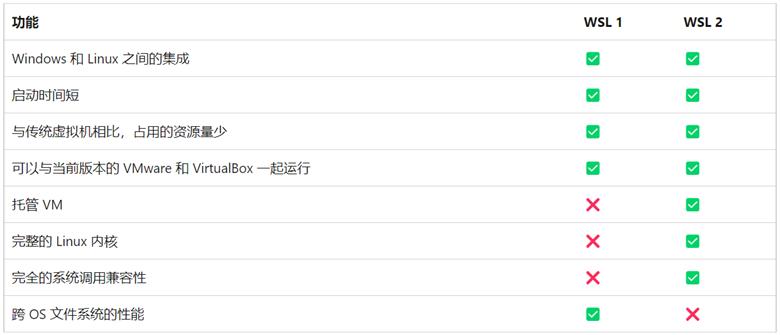 功能 WSL 1 WSL 2
Windows 和 Linux 之间的集成 ✅ ✅
启动时间短 ✅ ✅
与传统虚拟机相比，占用的资源量少 ✅ ✅
可以与当前版本的 VMware 和 VirtualBox 一起运行 ✅ ✅
托管 VM ❌ ✅
完整的 Linux 内核 ❌ ✅
完全的系统调用兼容性 ❌ ✅
跨 OS 文件系统的性能 ✅ ❌